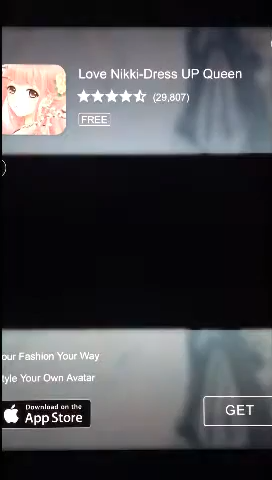 Love Nikki-Dress UP Queen
(29,807)
FREE
our Fashion Your Way
tyle Your Own Avatar
Download on the
App Store
GET